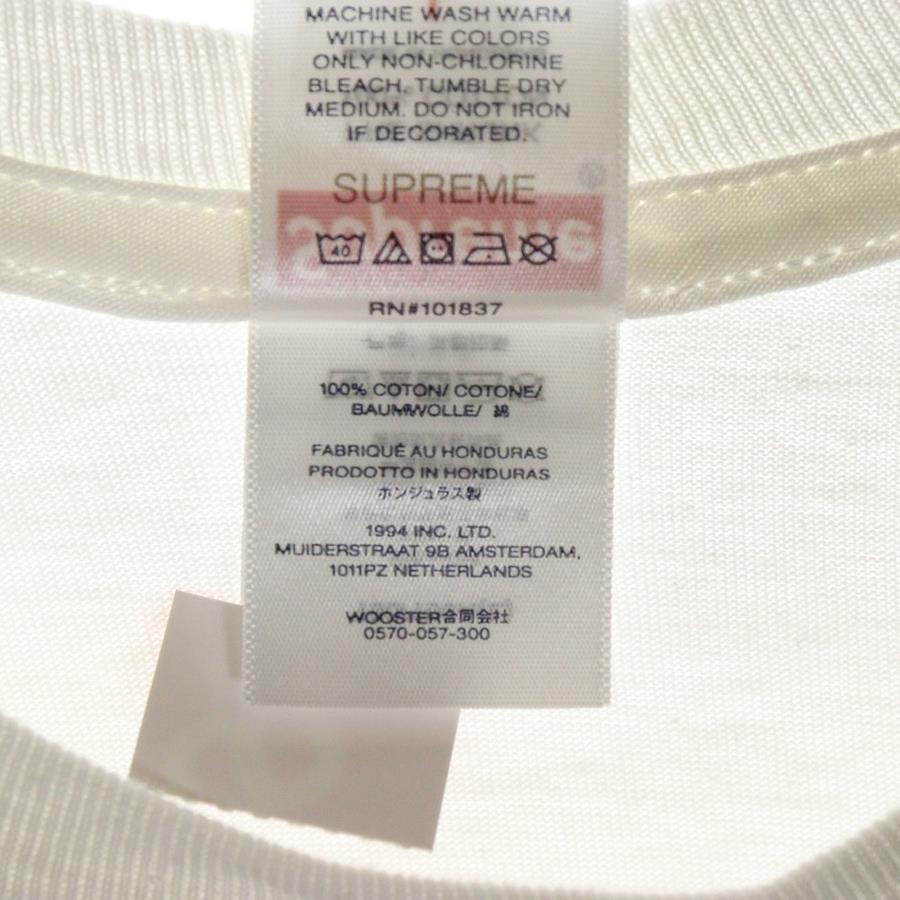 MACHINE WASH WARM
WITH LIKE COLORS
ONLY NON-CHLORINE
BLEACH. TUMBLE DRY
MEDIUM. DO NOT IRON
IF DECORATED.
SUPREME
40
RN#101837
100% COTON/ COTONE/
BAUMWOLLE/ 綿
FABRIQUÉ AU HONDURAS
PRODOTTO IN HONDURAS
ホンジュラス製
1994 INC. LTD.
MUIDERSTRAAT 9B AMSTERDAM,
1011PZ NETHERLANDS
WOOSTER合同会社
0570-057-300